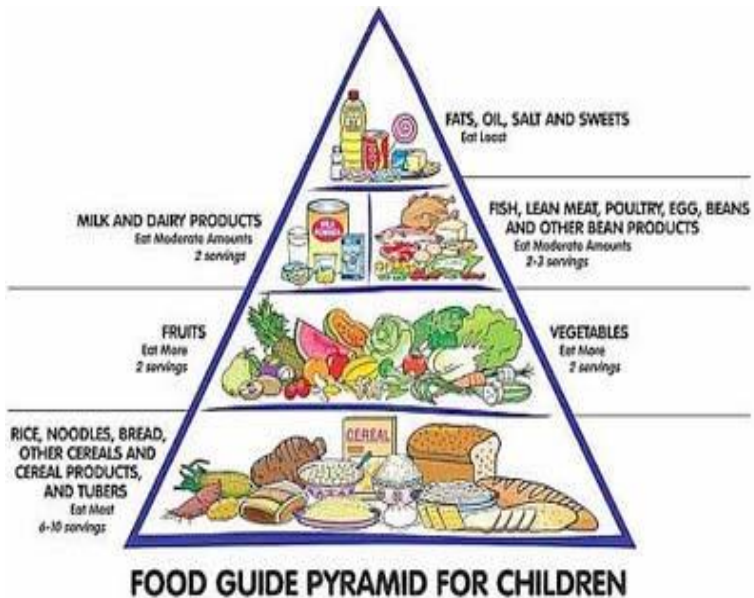 FATS, OIL, SALT AND SWEETS
Eat Least
MILK AND DAIRY PRODUCTS
Eat Moderate Amounts
2 servings
FISH, LEAN MEAT, POULTRY, EGG, BEANS
AND OTHER BEAN PRODUCTS
Eat Moderate Amounts
2-3 servings
FRUITS
Eat More
2 servings
VEGETABLES
Eat More
2 servings
RICE, NOODLES, BREAD,
OTHER CEREALS AND
CEREAL PRODUCTS,
AND TUBERS
Eat Most
6-10 servings
CEREAL
FOOD GUIDE PYRAMID FOR CHILDREN